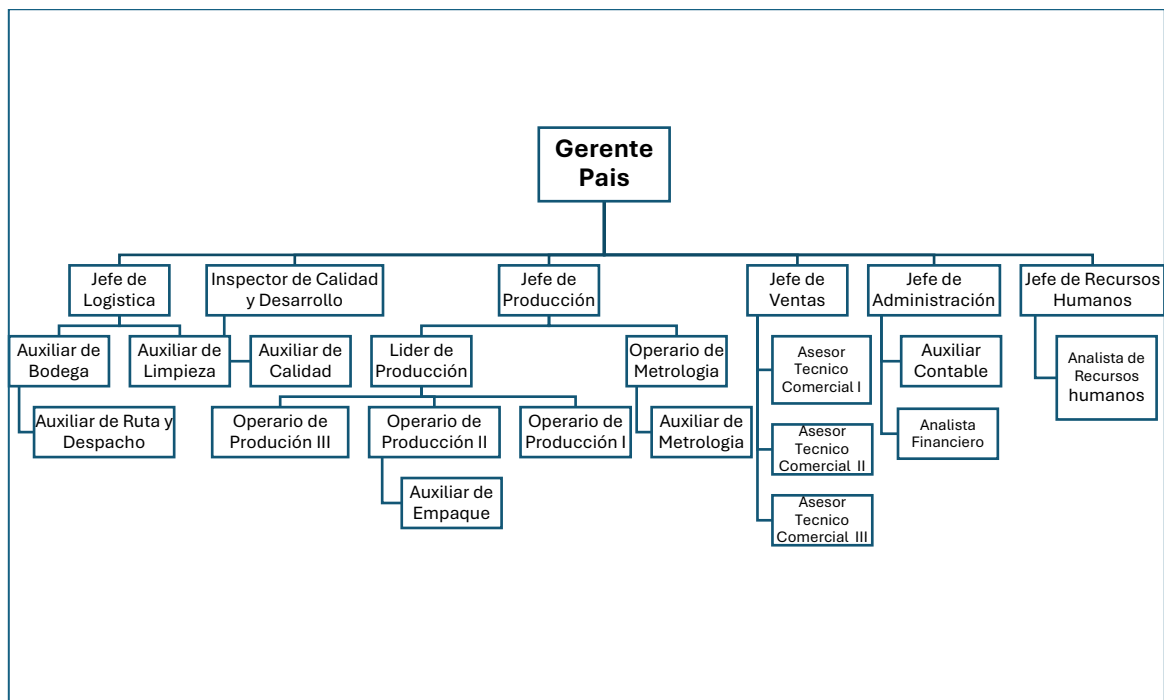 Gerente
Pais
Jefe de
Logistica
Inspector de Calidad
y Desarrollo
Jefe de
Producción
Jefe de
Ventas
Jefe de
Administración
Jefe de Recursos
Humanos
Auxiliar de
Bodega
Auxiliar de
Limpieza
Auxiliar de
Calidad
Lider de
Producción
Operario de
Metrologia
Asesor
Tecnico
Comercial I
Auxiliar
Contable
Analista de
Recursos
humanos
Auxiliar de Ruta y
Despacho
Operario de
Produción III
Operario de
Producción II
Operario de
Producción I
Auxiliar de
Metrologia
Asesor
Tecnico
Comercial II
Analista
Financiero
Auxiliar de
Empaque
Asesor
Tecnico
Comercial III